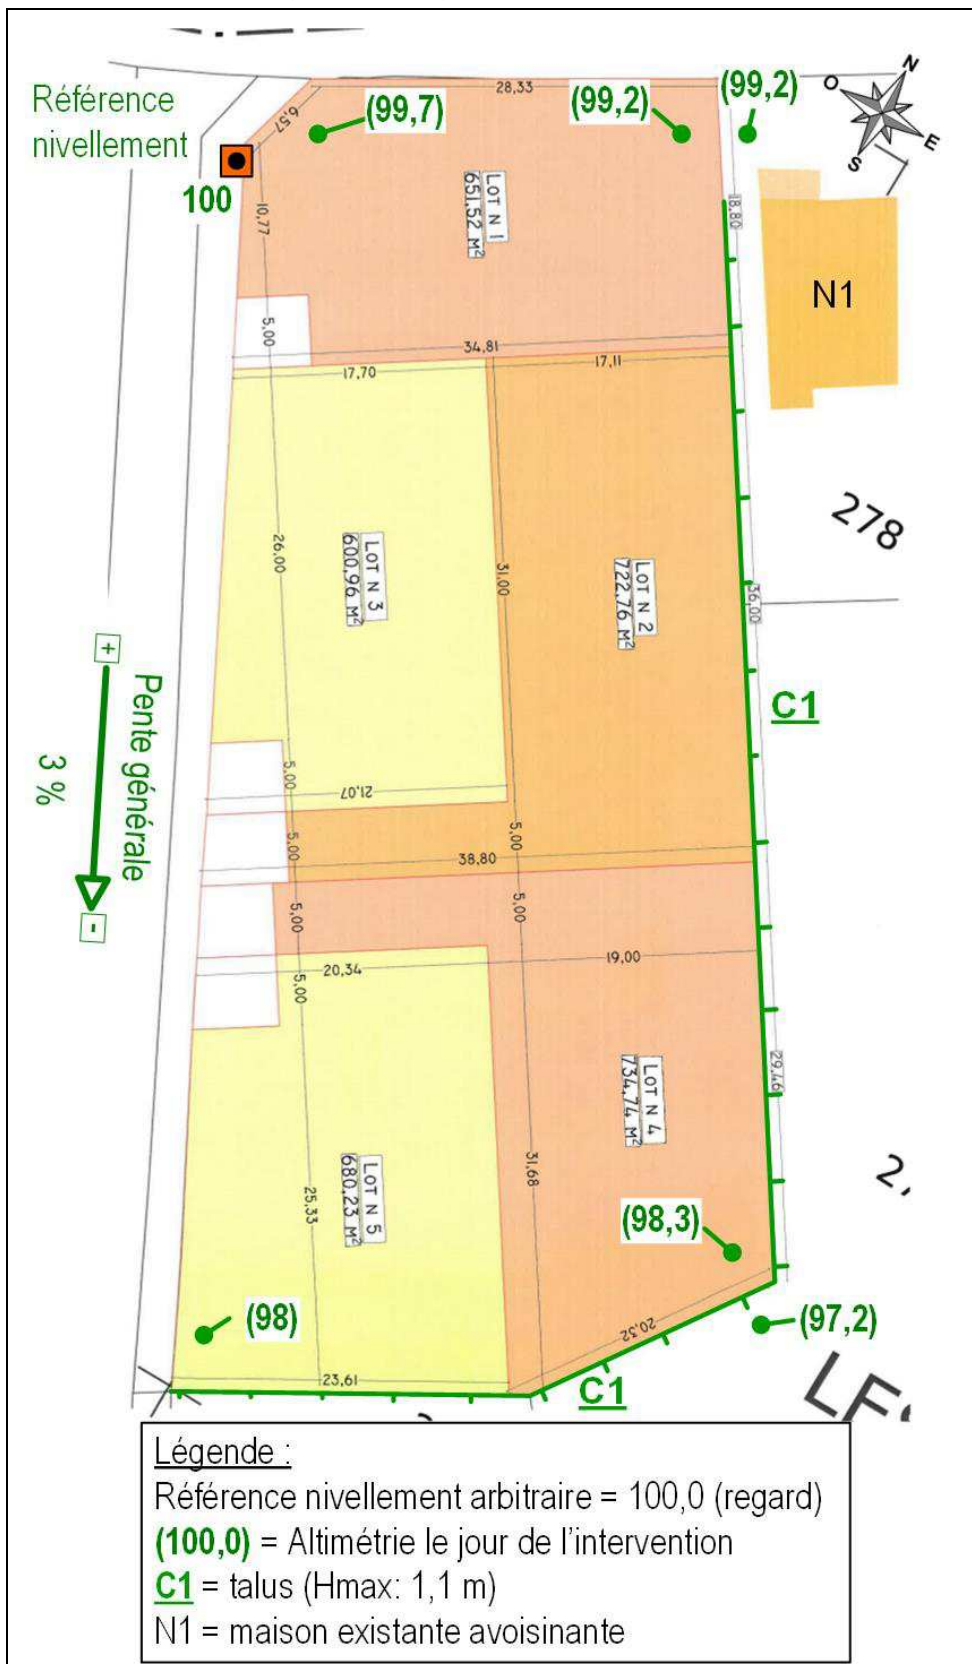 Référence
nivellement
100
(99,7)
(99,2)
(99,2)
N
O
E
S
28,33
6,57
10,77
18,80
LOT N 1
651,52 M²
N1
5,00
34,81
17,70
17,11
278
26,00
LOT N 3
600,96 M²
31,00
LOT N 2
722,76 M²
36,00
C1
+
Pente générale
3 %
-
5,00
21,07
5,00
5,00
38,80
5,00
5,00
20,34
5,00
19,00
29,46
LOT N 4
734,74 M²
31,68
LOT N 5
680,23 M²
25,33
(98,3)
(98)
(97,2)
20,32
23,61
C1
Légende :
Référence nivellement arbitraire = 100,0 (regard)
(100,0) = Altimétrie le jour de l'intervention
C1 = talus (Hmax: 1,1 m)
N1 = maison existante avoisinante